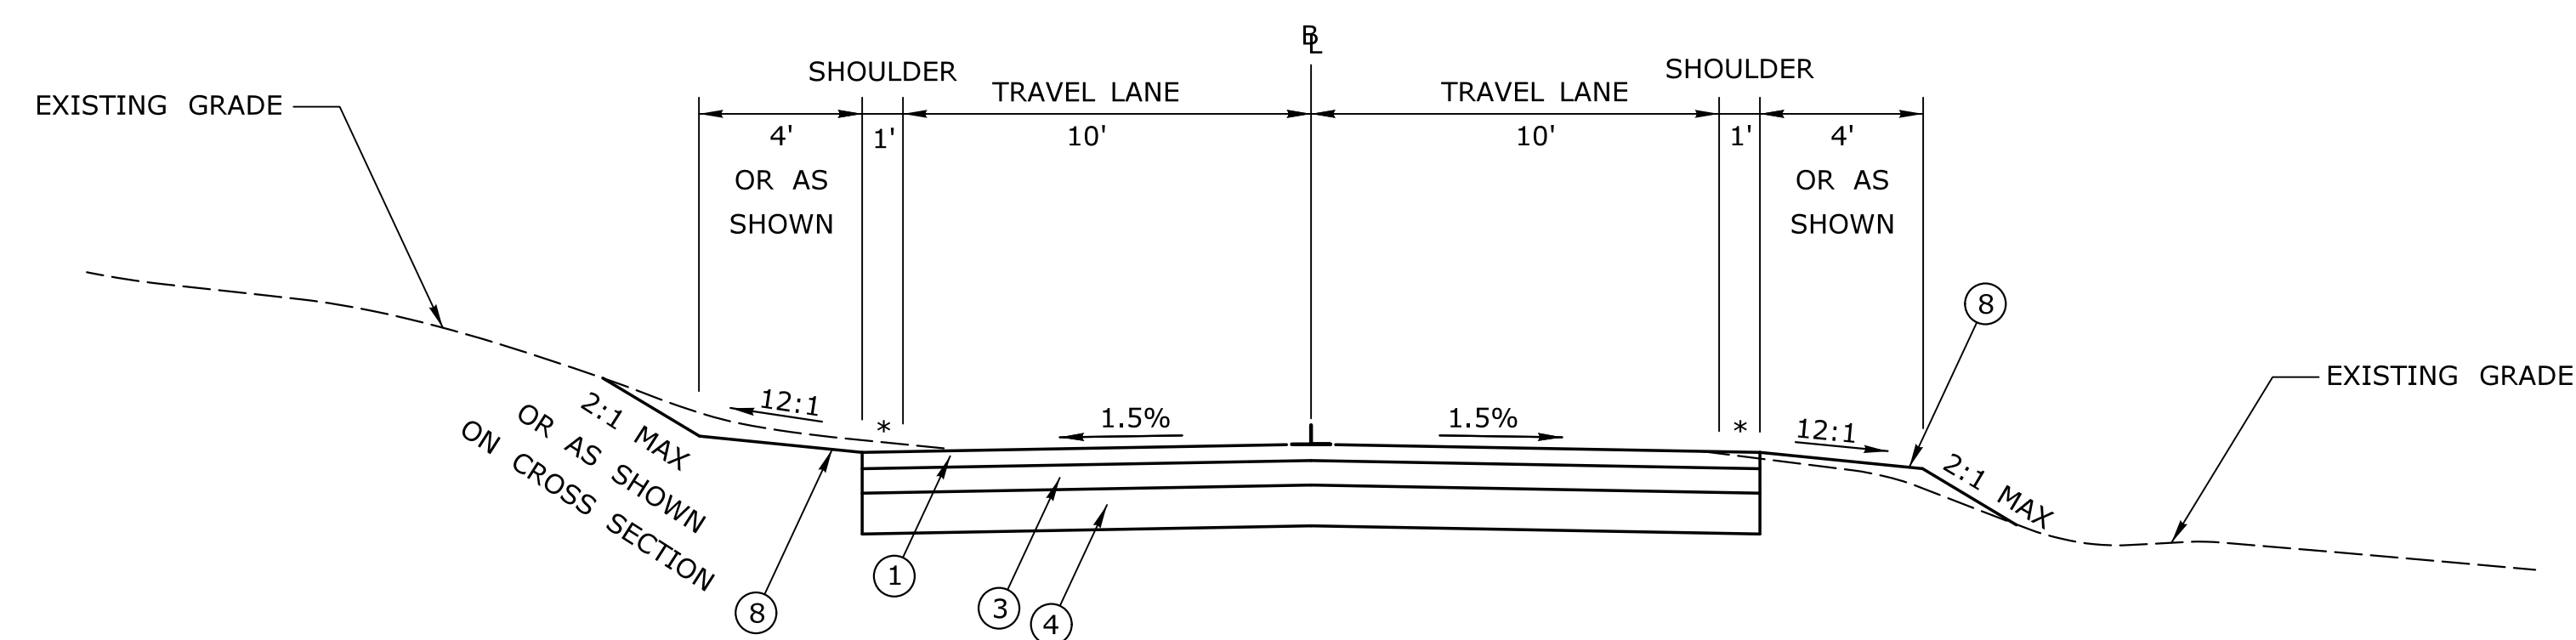 BL
SHOULDER
SHOULDER
TRAVEL LANE
TRAVEL LANE
EXISTING GRADE
4'
1'
10'
10'
1'
4'
OR AS
SHOWN
OR AS
SHOWN
8
EXISTING GRADE
12:1
*
1.5%
1.5%
*
12:1
2:1 MAX
OR AS SHOWN
ON CROSS SECTION
2:1 MAX
8
1
3
4